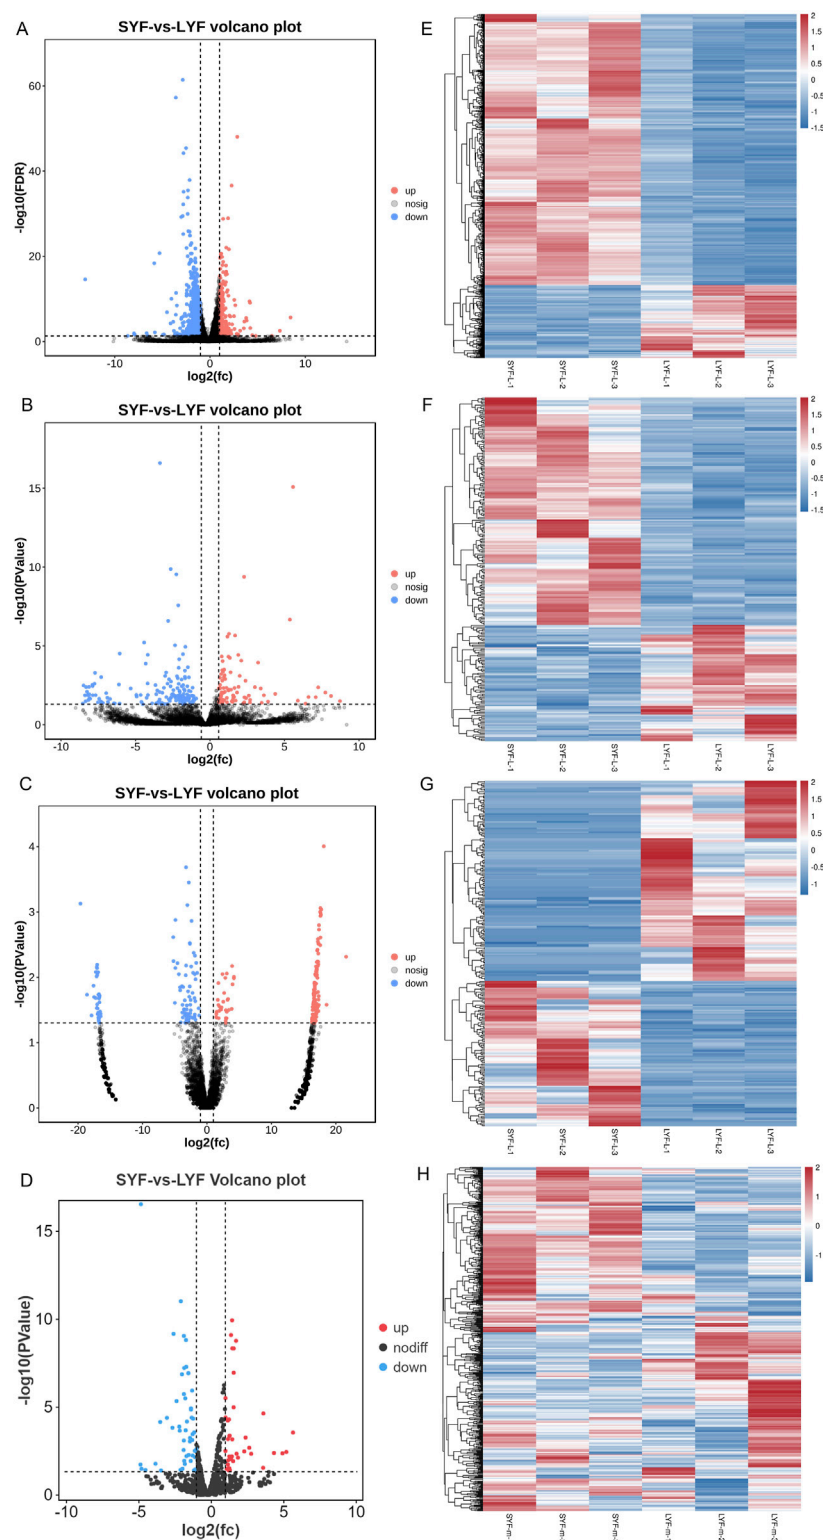 A
SYF-vs-LYF volcano plot
-log10(FDR)
60
40
20
0
-10
0
10
log2(fc)
up
nosig
down
E
2
1.5
1
0.5
0
-0.5
-1
-1.5
SYF-L-1
SYF-L-2
SYF-L-3
LYF-L-1
LYF-L-2
LYF-L-3
B
SYF-vs-LYF volcano plot
-log10(PValue)
15
10
5
0
-10
-5
0
5
10
log2(fc)
up
nosig
down
F
2
1.5
1
0.5
0
-0.5
-1
-1.5
SYF-L-1
SYF-L-2
SYF-L-3
LYF-L-1
LYF-L-2
LYF-L-3
C
SYF-vs-LYF volcano plot
-log10(PValue)
4
3
2
1
0
-20
-10
0
10
20
log2(fc)
up
nosig
down
G
2
1.5
1
0.5
0
-0.5
-1
SYF-L-1
SYF-L-2
SYF-L-3
LYF-L-1
LYF-L-2
LYF-L-3
D
SYF-vs-LYF Volcano plot
-log10(PValue)
15
10
5
0
-10
-5
0
5
10
log2(fc)
up
nodiff
down
H
2
1
0
-1
SYF-m-
SYF-m-
SYF-m-
LYF-m-
LYF-m-2
LYF-m-3